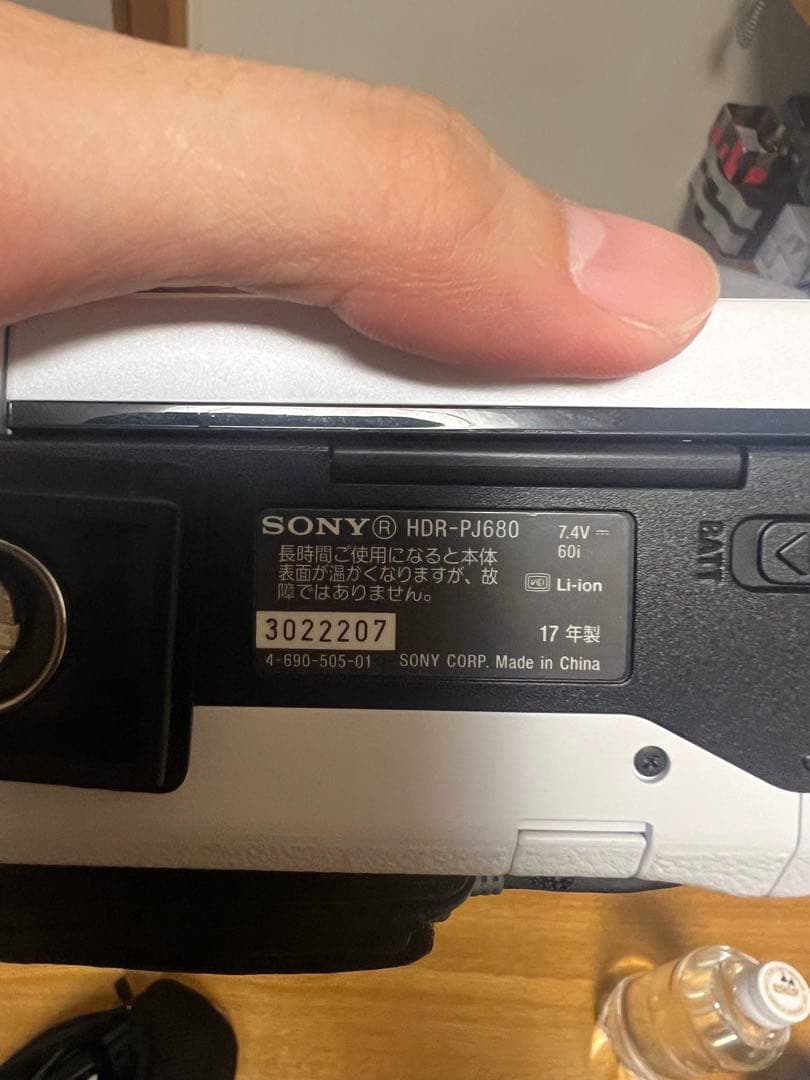 SONY Ⓡ HDR-PJ680 7.4V ⎓
60i
長時間ご使用になると本体
表面が温かくなりますが、故
障ではありません。
VCI Li-ion
3022207 17 年製
4-690-505-01 SONY CORP. Made in China
BATT